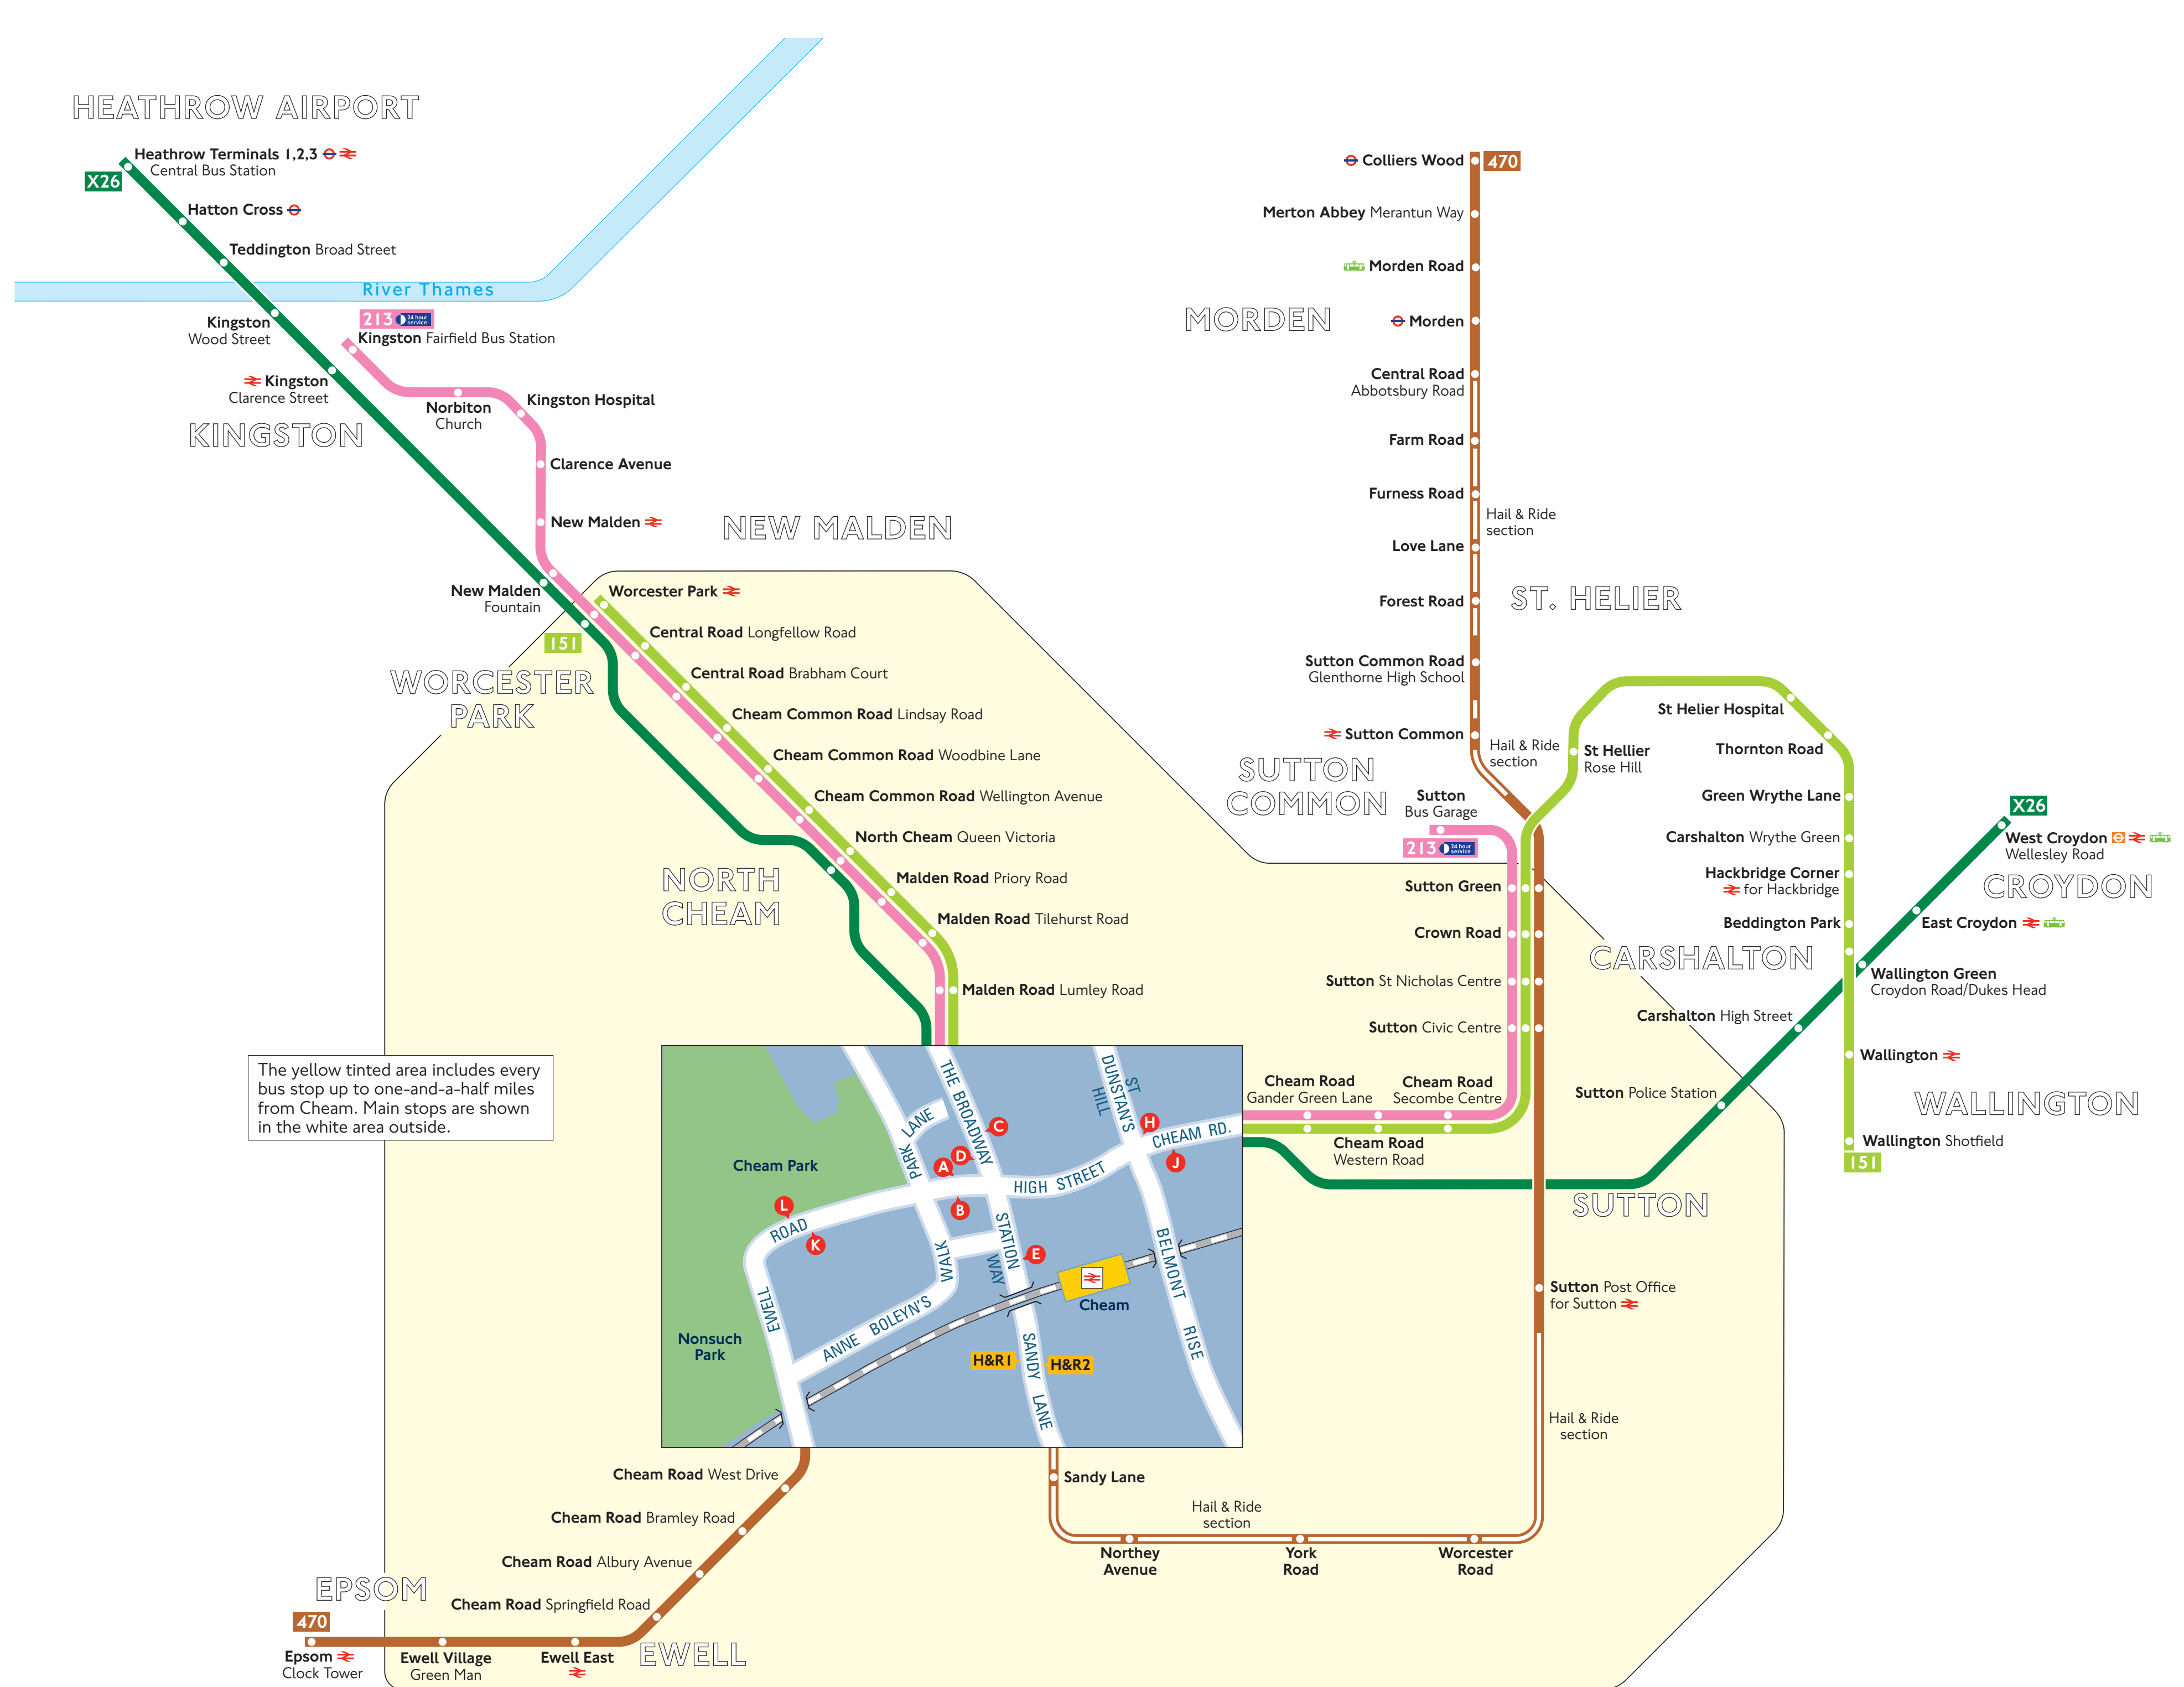 HEATHROW AIRPORT
Heathrow Terminals 1,2,3
Central Bus Station
X26
Hatton Cross
Teddington Broad Street
River Thames
Kingston
Wood Street
213 24 hour service
Kingston Fairfield Bus Station
Kingston
Clarence Street
KINGSTON
Norbiton
Church
Kingston Hospital
Clarence Avenue
New Malden
NEW MALDEN
New Malden
Fountain
151
Worcester Park
WORCESTER
PARK
Central Road Longfellow Road
Central Road Brabham Court
Cheam Common Road Lindsay Road
Cheam Common Road Woodbine Lane
Cheam Common Road Wellington Avenue
North Cheam Queen Victoria
NORTH
CHEAM
Malden Road Priory Road
Malden Road Tilehurst Road
Malden Road Lumley Road
Colliers Wood
470
Merton Abbey Merantun Way
Morden Road
MORDEN
Morden
Central Road
Abbotsbury Road
Farm Road
Furness Road
Hail & Ride
section
Love Lane
Forest Road
ST. HELIER
Sutton Common Road
Glenthorne High School
Sutton Common
Hail & Ride
section
SUTTON
COMMON
Sutton
Bus Garage
213 24 hour service
St Hellier
Rose Hill
St Helier Hospital
Thornton Road
Green Wrythe Lane
Carshalton Wrythe Green
Hackbridge Corner
for Hackbridge
Beddington Park
X26
West Croydon
Wellesley Road
CROYDON
East Croydon
CARSHALTON
Wallington Green
Croydon Road/Dukes Head
Carshalton High Street
Wallington
Sutton Police Station
WALLINGTON
Wallington Shotfield
151
Sutton Green
Crown Road
Sutton St Nicholas Centre
Sutton Civic Centre
Cheam Road
Gander Green Lane
Cheam Road
Secombe Centre
Cheam Road
Western Road
SUTTON
Sutton Post Office
for Sutton
Hail & Ride
section
The yellow tinted area includes every
bus stop up to one-and-a-half miles
from Cheam. Main stops are shown
in the white area outside.
THE BROADWAY
ST
DUNSTAN'S
HILL
PARK LANE
C
H
CHEAM RD.
Cheam Park
D
A
J
HIGH STREET
L
B
ROAD
K
STATION
WAY
E
WALK
BELMONT RISE
Cheam
EWELL
ANNE BOLEYN'S
Nonsuch
Park
H&R1
H&R2
SANDY LANE
Cheam Road West Drive
Sandy Lane
Cheam Road Bramley Road
Hail & Ride
section
Northey
Avenue
York
Road
Worcester
Road
Cheam Road Albury Avenue
EPSOM
Cheam Road Springfield Road
470
EWELL
Epsom
Clock Tower
Ewell Village
Green Man
Ewell East